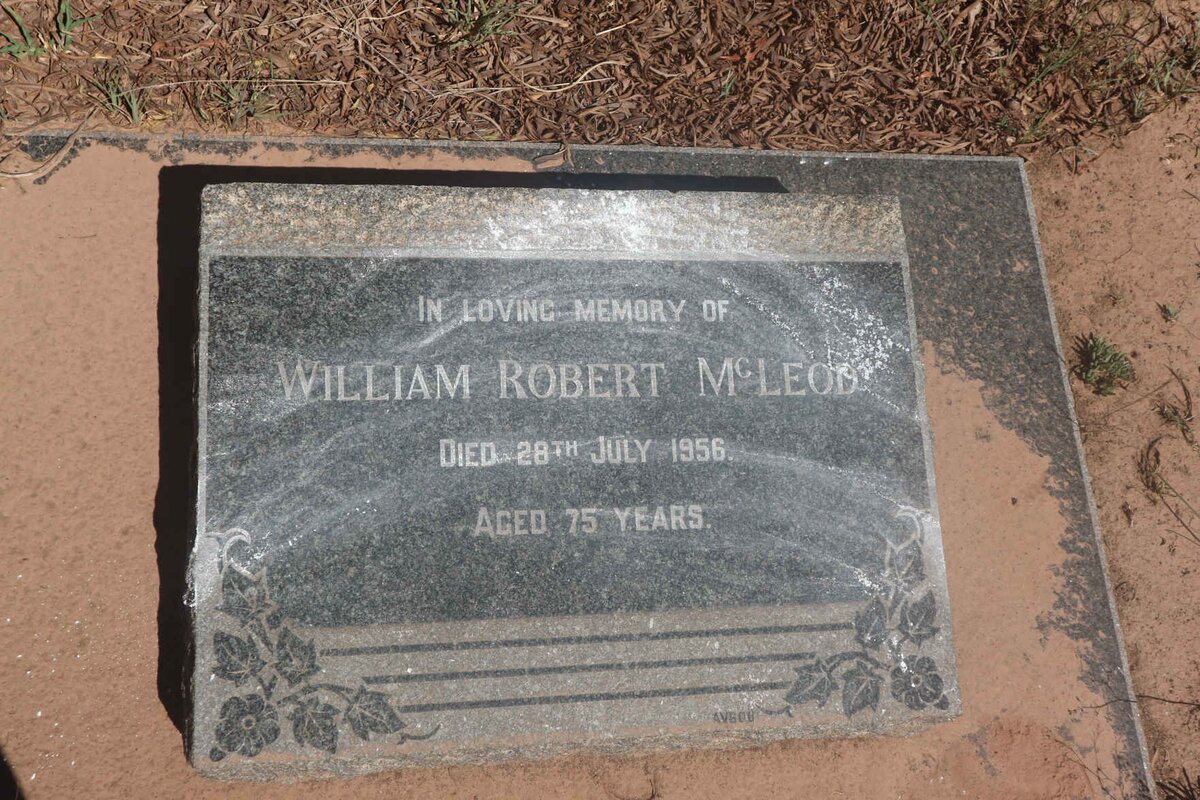 IN LOVING MEMORY OF
WILLIAM ROBERT McLEOD
DIED 28TH JULY 1956.
AGED 75 YEARS.